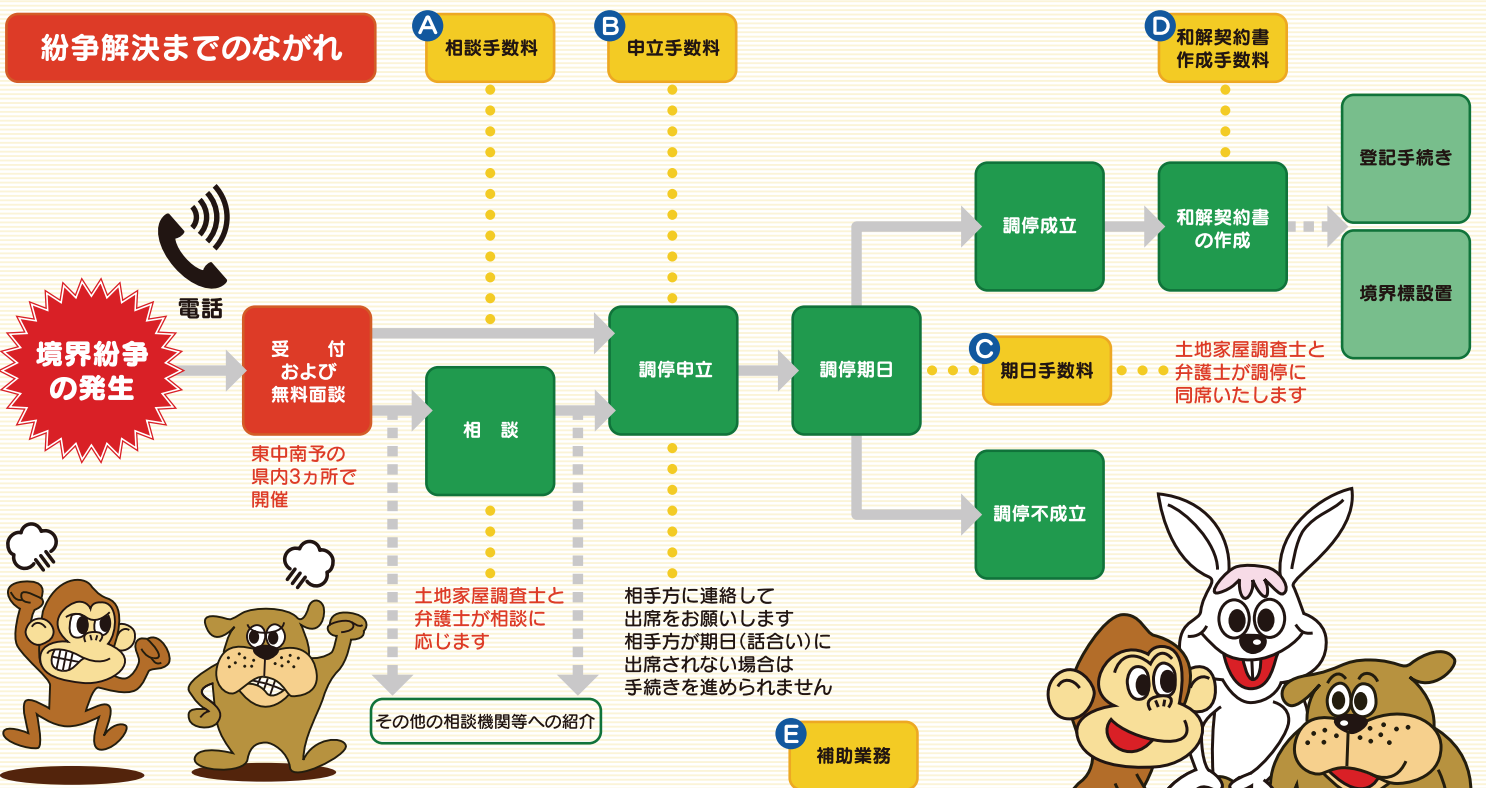 紛争解決までのながれ
A
相談手数料
B
申立手数料
D
和解契約書
作成手数料
登記手続き
境界標設置
調停成立
和解契約書
の作成
電話
境界紛争
の発生
受　付
および
無料面談
東中南予の
県内3ヵ所で
開催
相　談
調停申立
調停期日
C
期日手数料
土地家屋調査士と
弁護士が調停に
同席いたします
調停不成立
土地家屋調査士と
弁護士が相談に
応じます
相手方に連絡して
出席をお願いします
相手方が期日(話合い)に
出席されない場合は
手続きを進められません
その他の相談機関等への紹介
E
補助業務